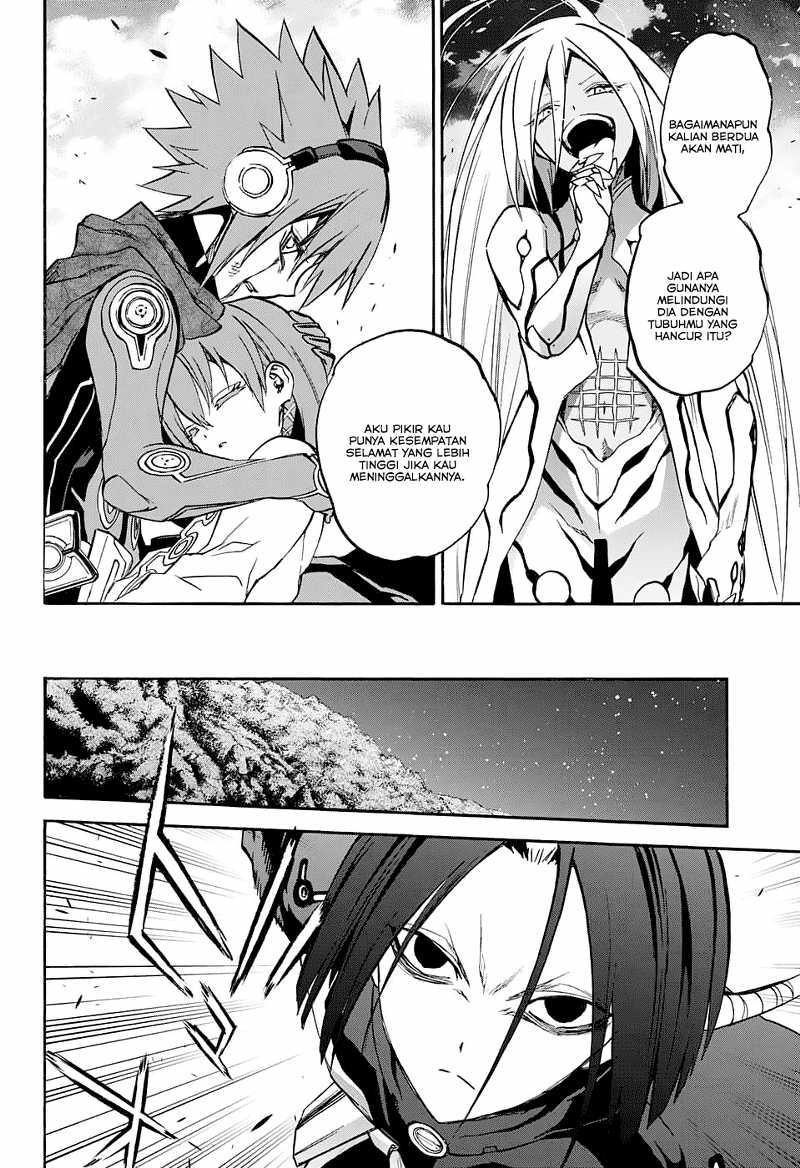 BAGAIMANAPUN
KALIAN BERDUA
AKAN MATI,
JADI APA
GUNANYA
MELINDUNGI
DIA DENGAN
TUBUHMU YANG
HANCUR ITU?
AKU PIKIR KAU
PUNYA KESEMPATAN
SELAMAT YANG LEBIH
TINGGI JIKA KAU
MENINGGALKANNYA.